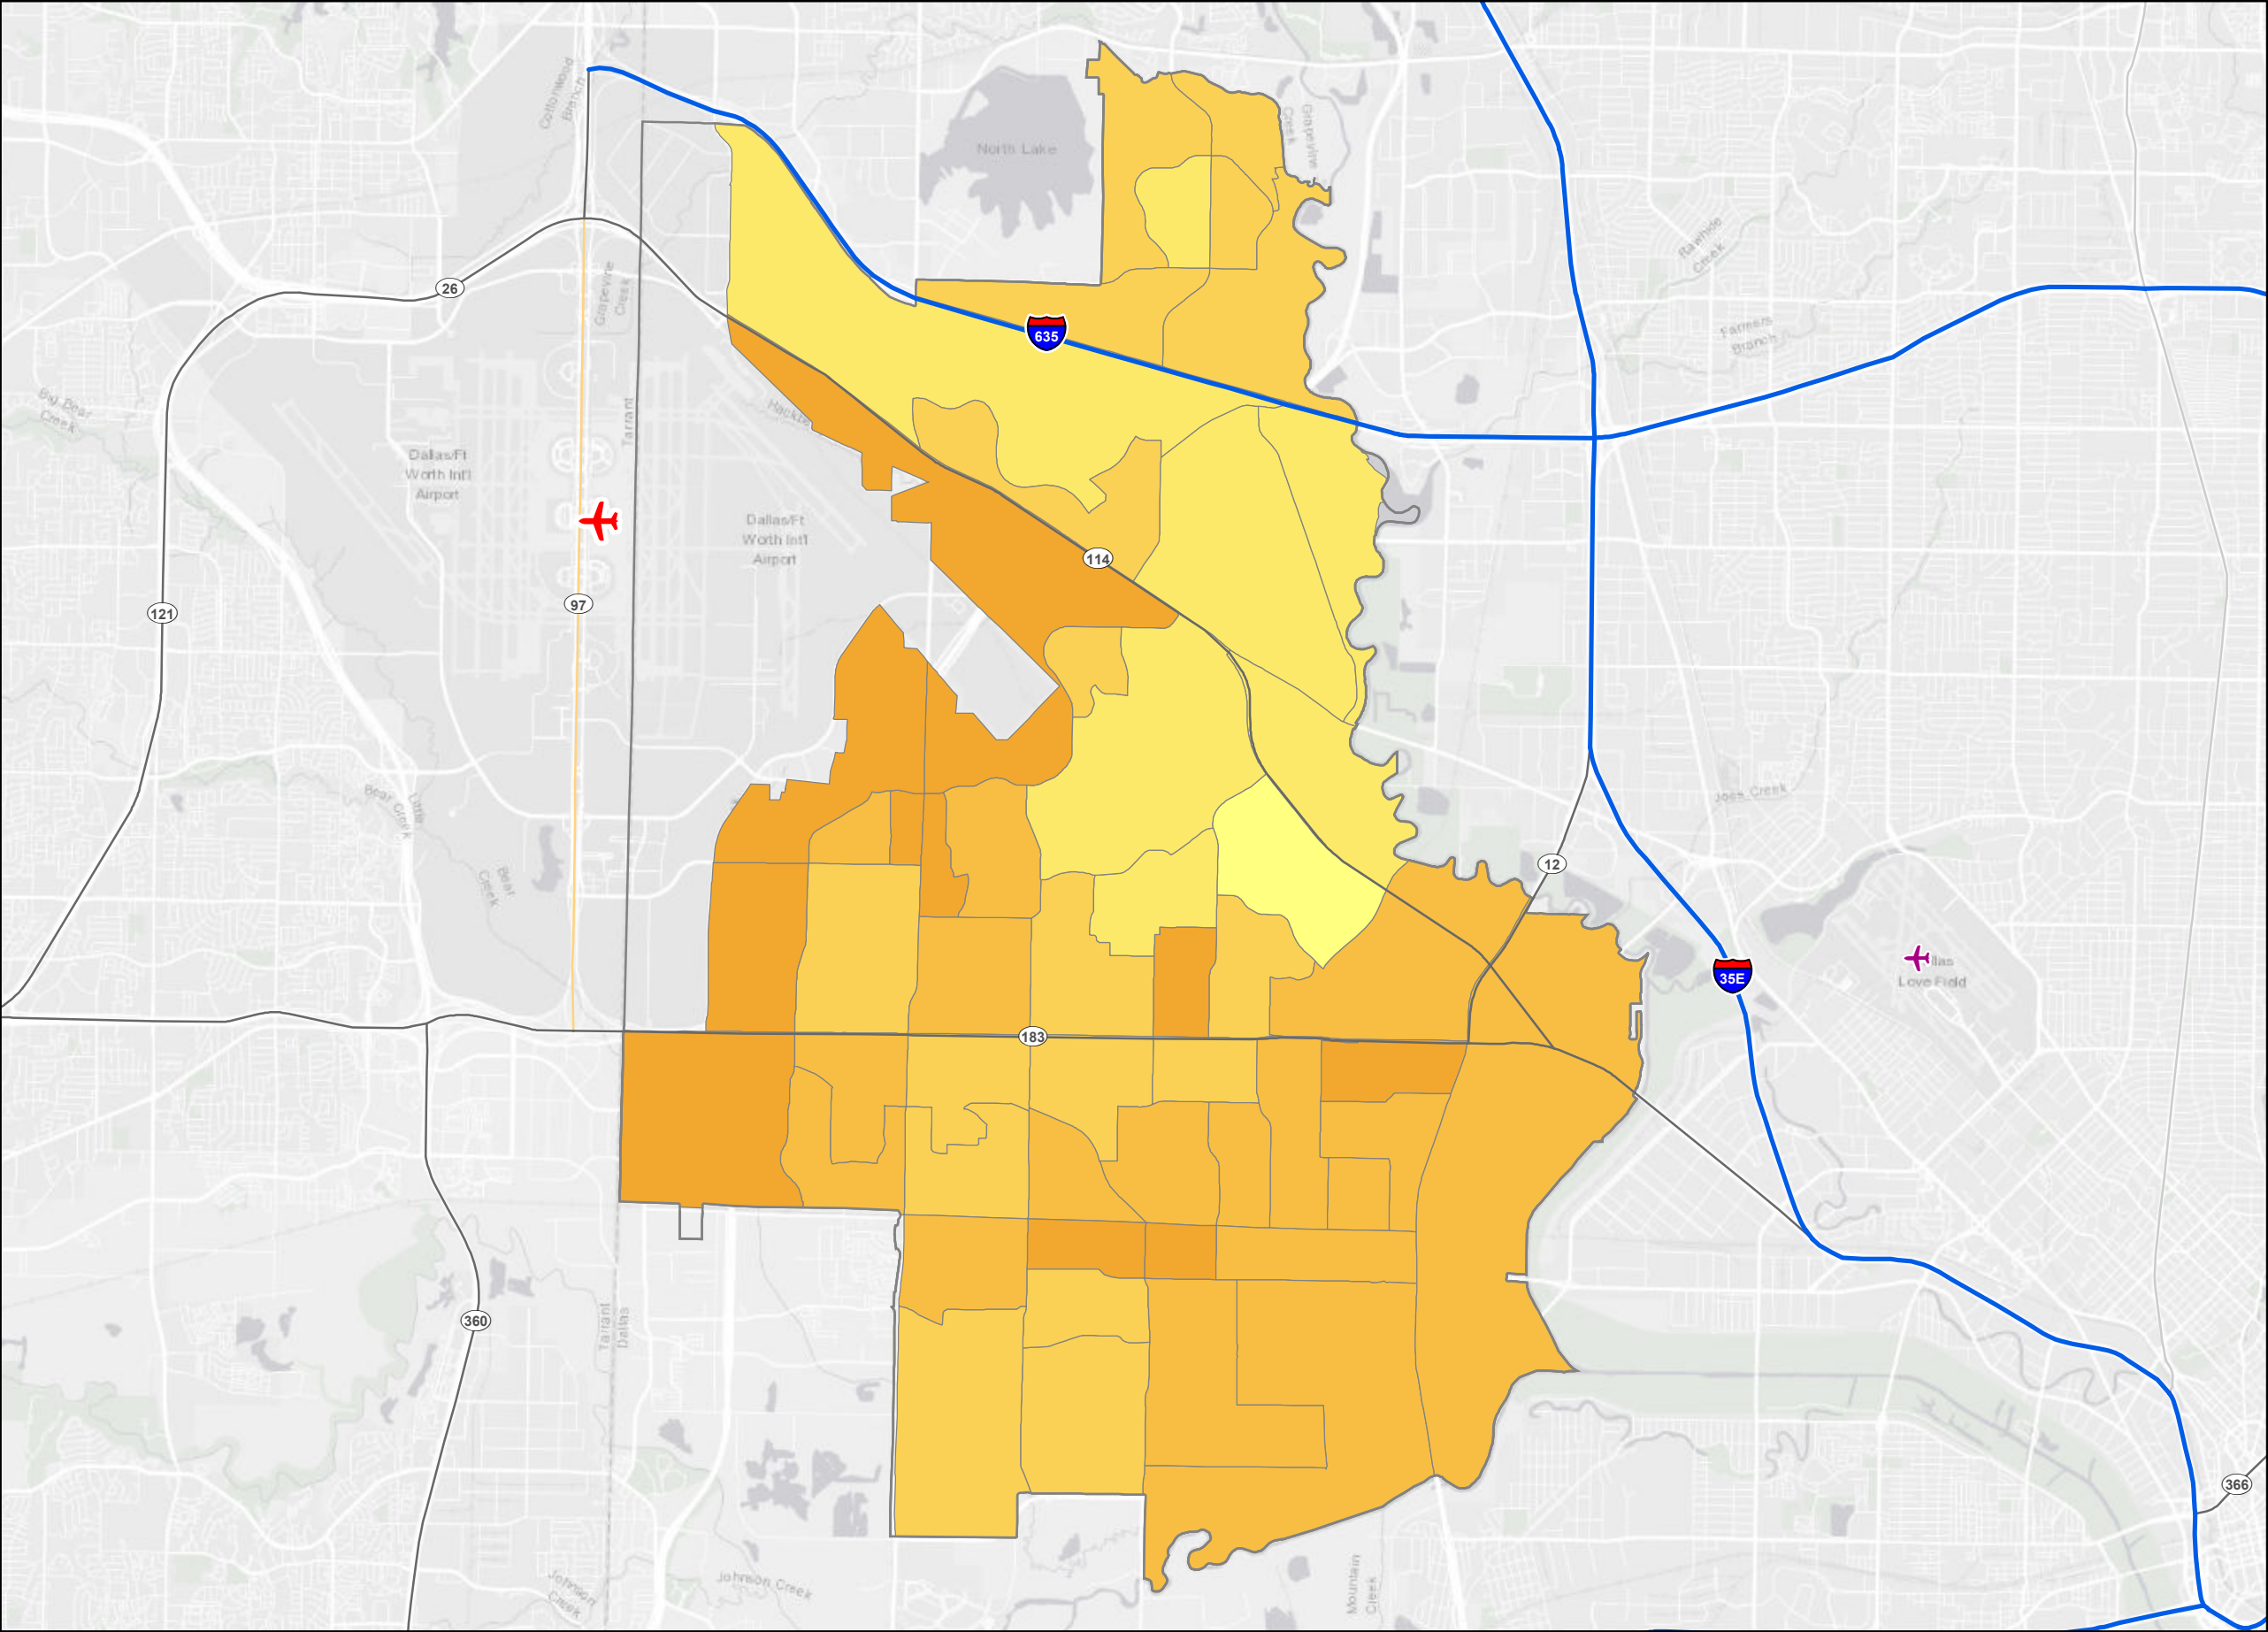 Cottonwood
Branch
Grapevine
Creek
North Lake
Rawhide
Creek
26
Grapevine
Creek
635
Farmers
Branch
Big Bear
Creek
Tarrant
Hackbe
Dallas/Ft
Worth Int'l
Airport
Dallas/Ft
Worth Int'l
Airport
114
97
121
Little
Bear Creek
Joes Creek
Bear
Creek
12
35E
llas
Love Field
183
360
Tarrant
Dallas
366
Johnson
Creek
Johnson Creek
Mountain
Creek